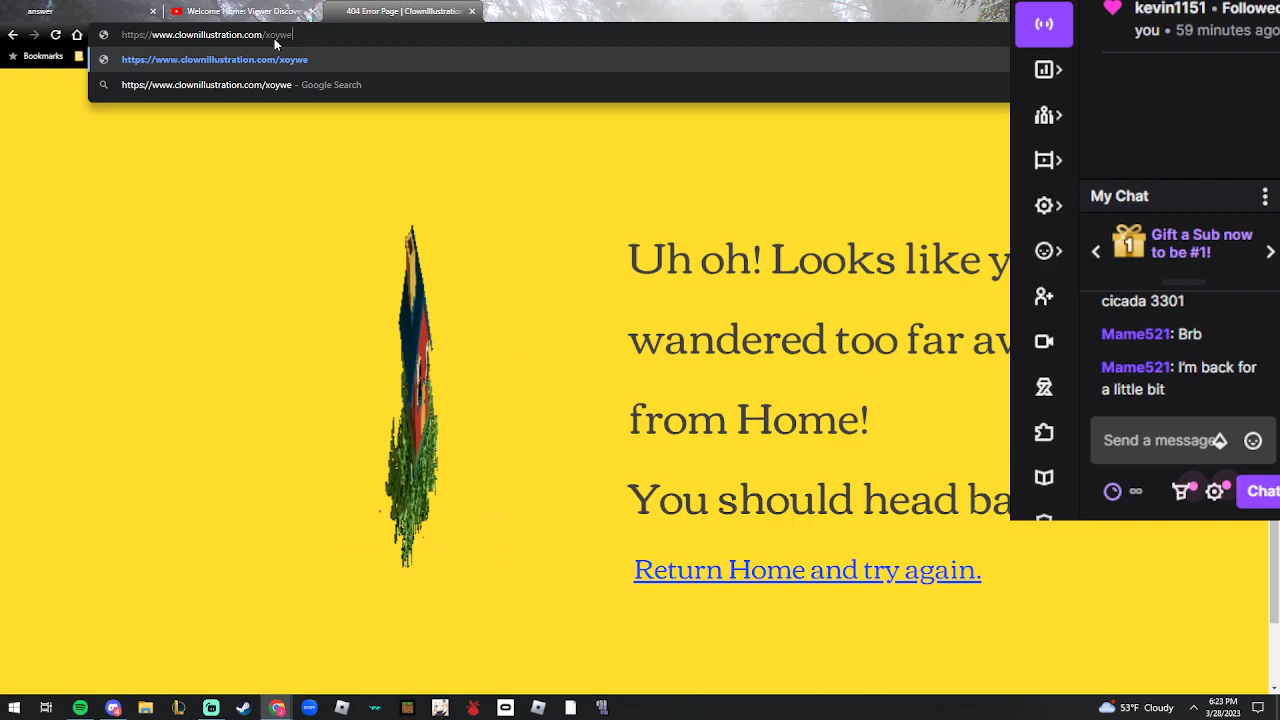 answer
Welcome Home: Viewer Discove
404 Error Page | ClownIllustration
https://www.clownillustration.com/xoywe
Bookmarks
https://www.clownillustration.com/xoywe
https://www.clownillustration.com/xoywe - Google Search
Uh oh! Looks like y
wandered too far av
from Home!
You should head ba
Return Home and try again.
kevin1151 • Followed
you • 59 minutes ago
My Chat
1
Gift a Sub now
to be #1!
cicada 3301
Mame521: Brb
Mame521: I'm back for
a little bit
Send a message
Chat
53°F Cloudy
6:23 PM
3/28/2023